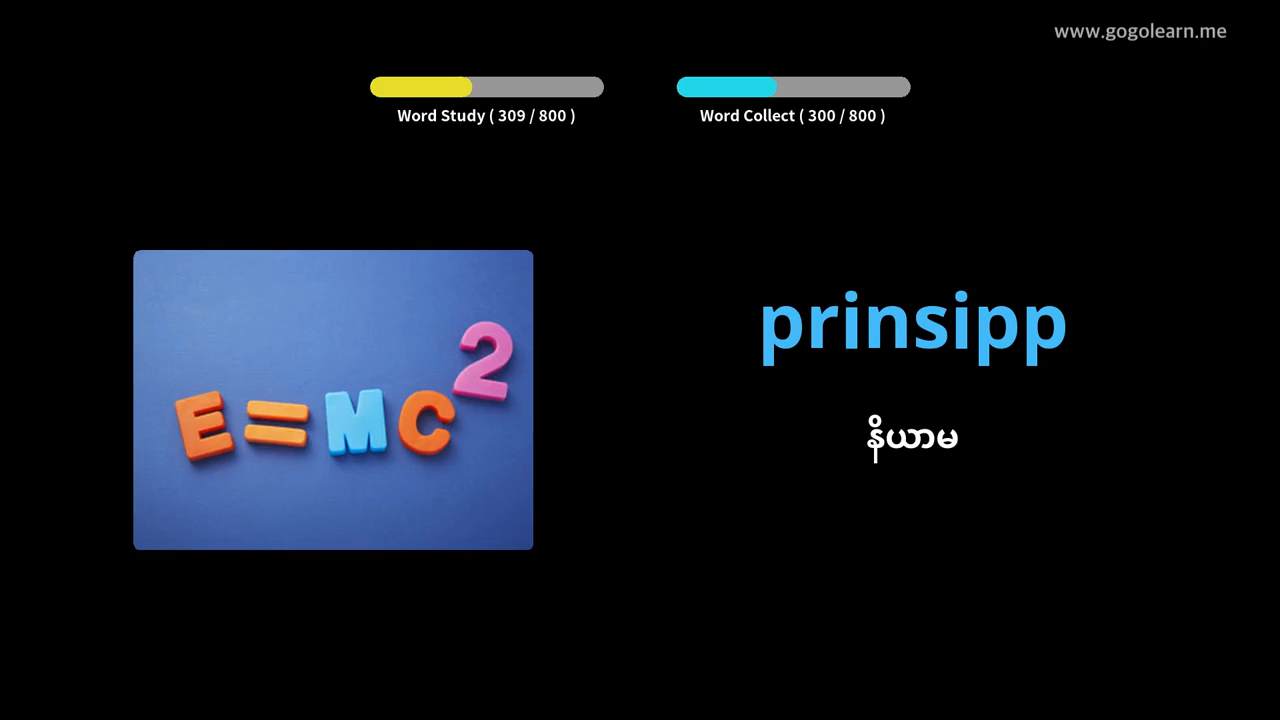 www.gogolearn.me
Word Study ( 309 / 800 )
Word Collect ( 300 / 800 )
E=MC2
prinsipp
နိယာမ